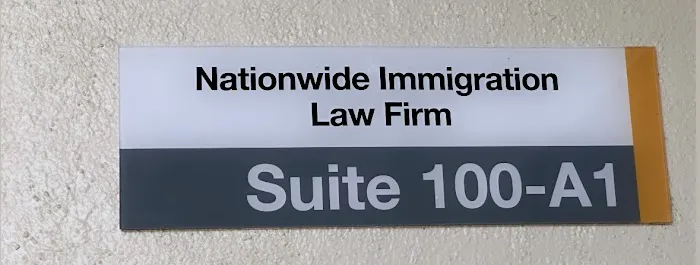 Nationwide Immigration
Law Firm
Suite 100-A1